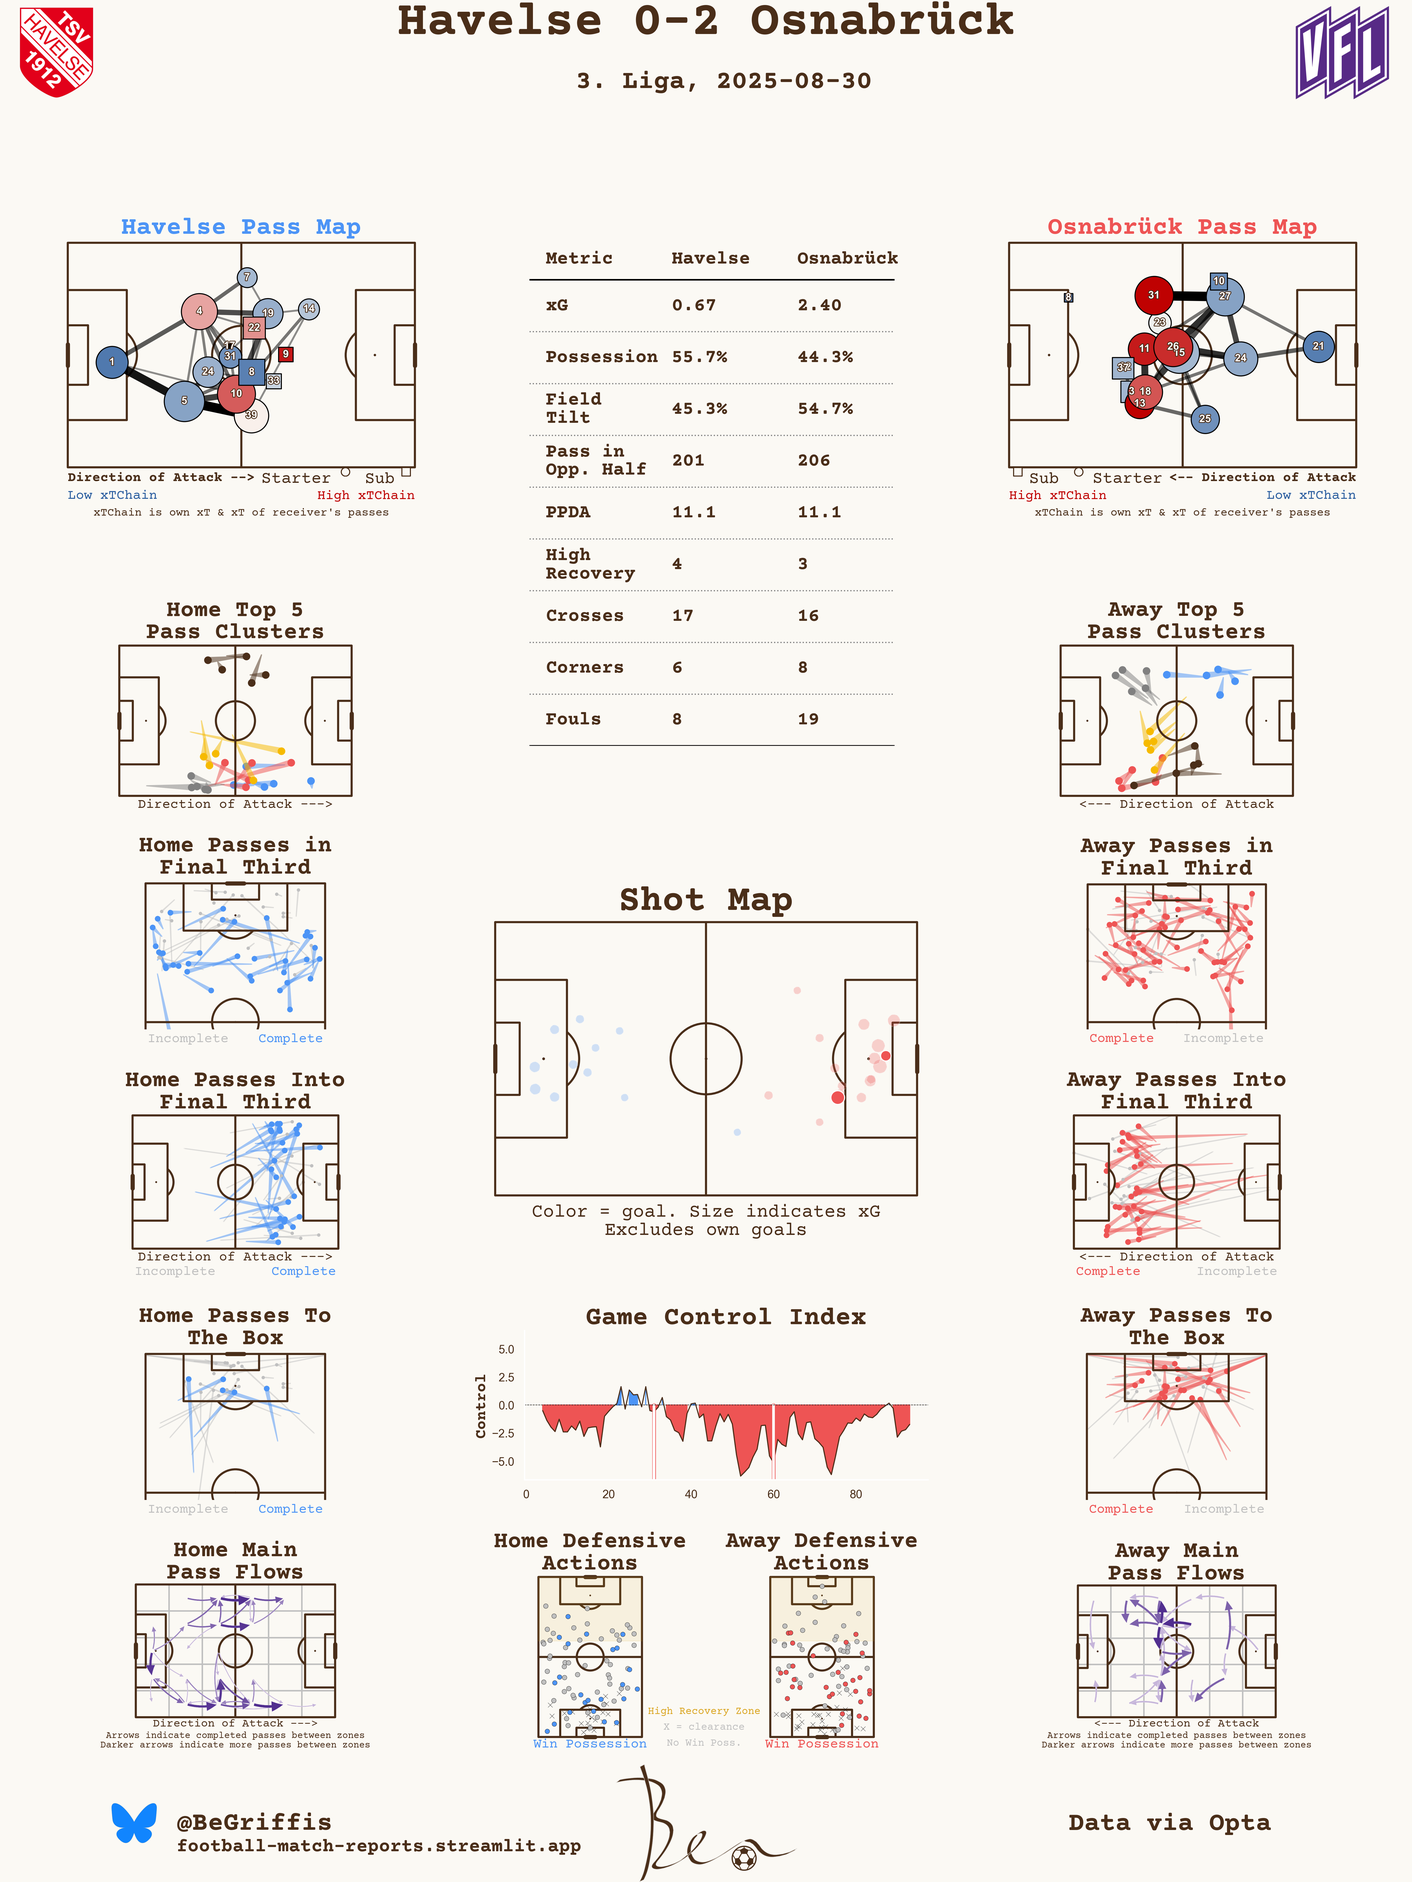 Havelse 0-2 Osnabrück
3. Liga, 2025-08-30
TSV
HAVELSE
1912
VFL
Havelse Pass Map
1
4
5
7
19
14
22
17
31
24
8
9
33
10
39
Direction of Attack --> Starter Sub
Low xTChain High xTChain
xTChain is own xT & xT of receiver's passes
Metric Havelse Osnabrück
xG 0.67 2.40
Possession 55.7% 44.3%
Field
Tilt 45.3% 54.7%
Pass in
Opp. Half 201 206
PPDA 11.1 11.1
High
Recovery 4 3
Crosses 17 16
Corners 6 8
Fouls 8 19
Osnabrück Pass Map
8
31
10
27
23
11
26
15
24
21
37
3
18
13
25
Sub Starter <-- Direction of Attack
High xTChain Low xTChain
xTChain is own xT & xT of receiver's passes
Home Top 5
Pass Clusters
Direction of Attack --->
Away Top 5
Pass Clusters
<--- Direction of Attack
Home Passes in
Final Third
Incomplete Complete
Shot Map
Color = goal. Size indicates xG
Excludes own goals
Away Passes in
Final Third
Complete Incomplete
Home Passes Into
Final Third
Direction of Attack --->
Incomplete Complete
Away Passes Into
Final Third
<--- Direction of Attack
Complete Incomplete
Home Passes To
The Box
Incomplete Complete
Game Control Index
Control
5.0
2.5
0.0
−2.5
−5.0
0 20 40 60 80
Away Passes To
The Box
Complete Incomplete
Home Main
Pass Flows
Direction of Attack --->
Arrows indicate completed passes between zones
Darker arrows indicate more passes between zones
Home Defensive
Actions
Win Possession
High Recovery Zone
X = clearance
No Win Poss.
Away Defensive
Actions
Win Possession
Away Main
Pass Flows
<--- Direction of Attack
Arrows indicate completed passes between zones
Darker arrows indicate more passes between zones
@BeGriffis
football-match-reports.streamlit.app
Ben
Data via Opta